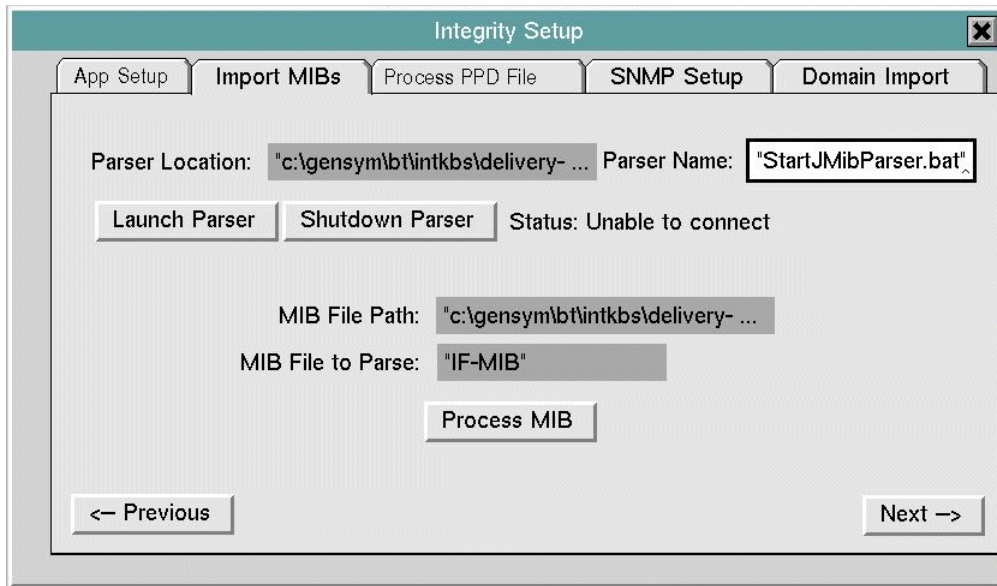 Integrity Setup
App Setup Import MIBs Process PPD File SNMP Setup Domain Import
Parser Location: "c:\gensym\bt\intkbs\delivery- ... Parser Name: "StartJMibParser.bat"
Launch Parser Shutdown Parser Status: Unable to connect
MIB File Path: "c:\gensym\bt\intkbs\delivery- ...
MIB File to Parse: "IF-MIB"
Process MIB
<— Previous Next —>